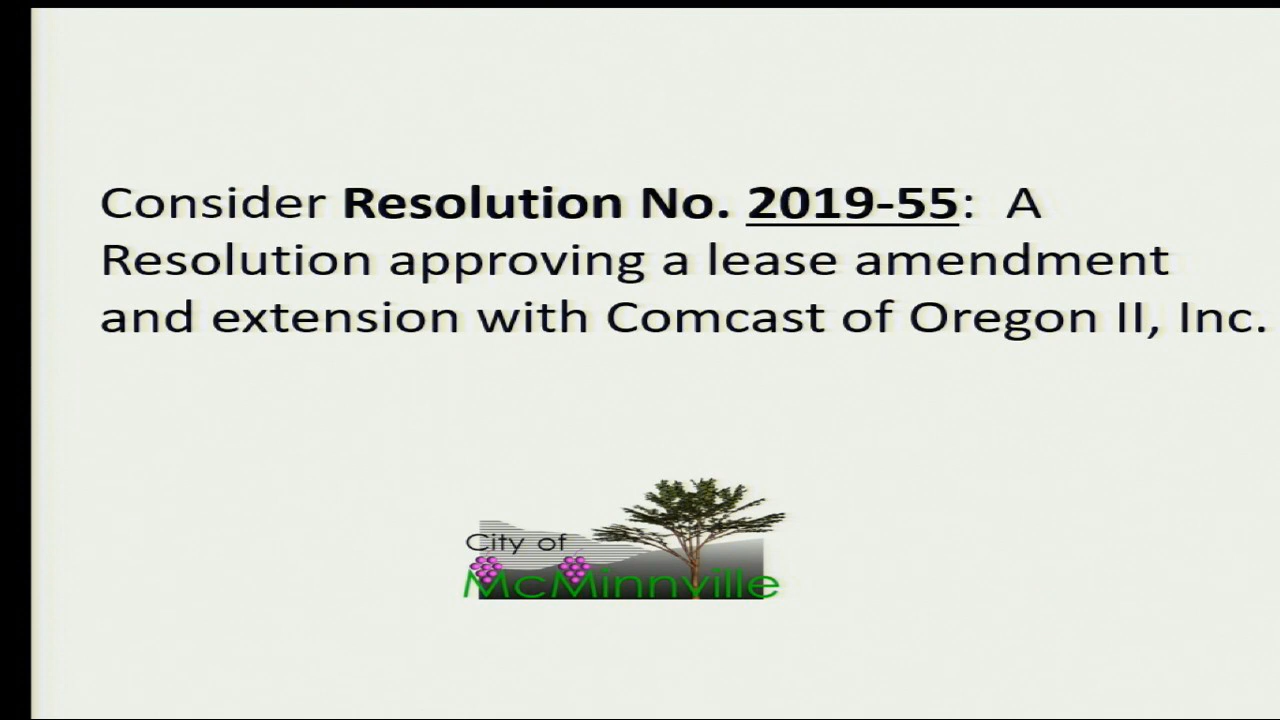 Consider Resolution No. 2019-55: A
Resolution approving a lease amendment
and extension with Comcast of Oregon II, Inc.
City of
McMinnville